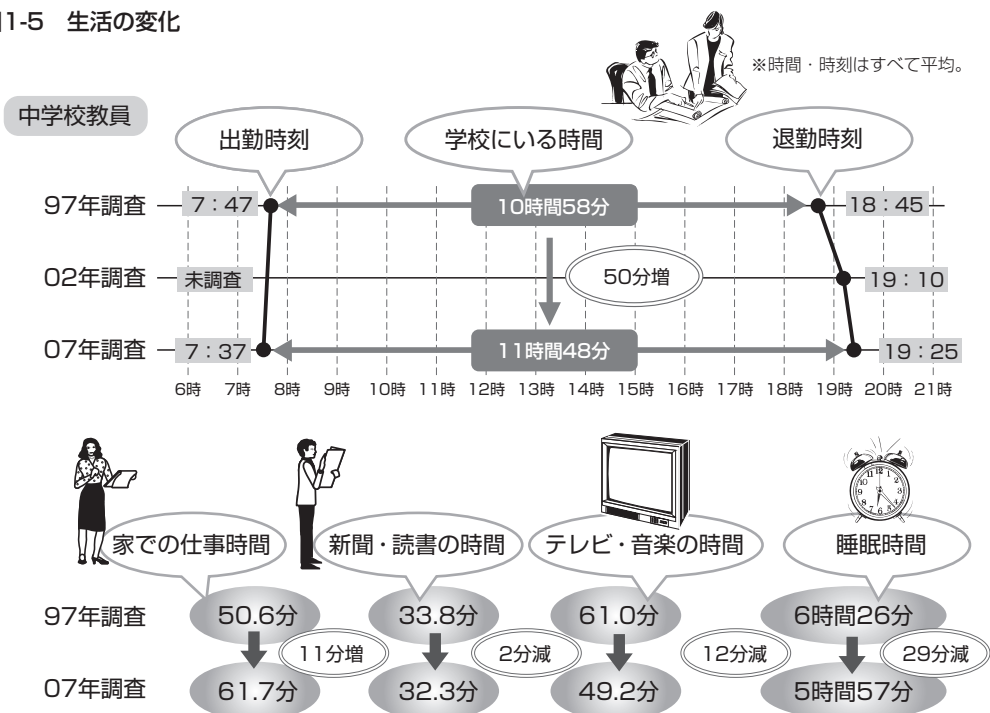 1-5 生活の変化
※時間・時刻はすべて平均。
中学校教員
出勤時刻 学校にいる時間 退勤時刻
97年調査 7：47 10時間58分 18：45
02年調査 未調査 50分増 19：10
07年調査 7：37 11時間48分 19：25
6時 7時 8時 9時 10時 11時 12時 13時 14時 15時 16時 17時 18時 19時 20時 21時
家での仕事時間 新聞・読書の時間 テレビ・音楽の時間 睡眠時間
97年調査 50.6分 33.8分 61.0分 6時間26分
11分増 2分減 12分減 29分減
07年調査 61.7分 32.3分 49.2分 5時間57分